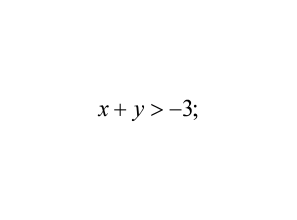 x + y > −3;